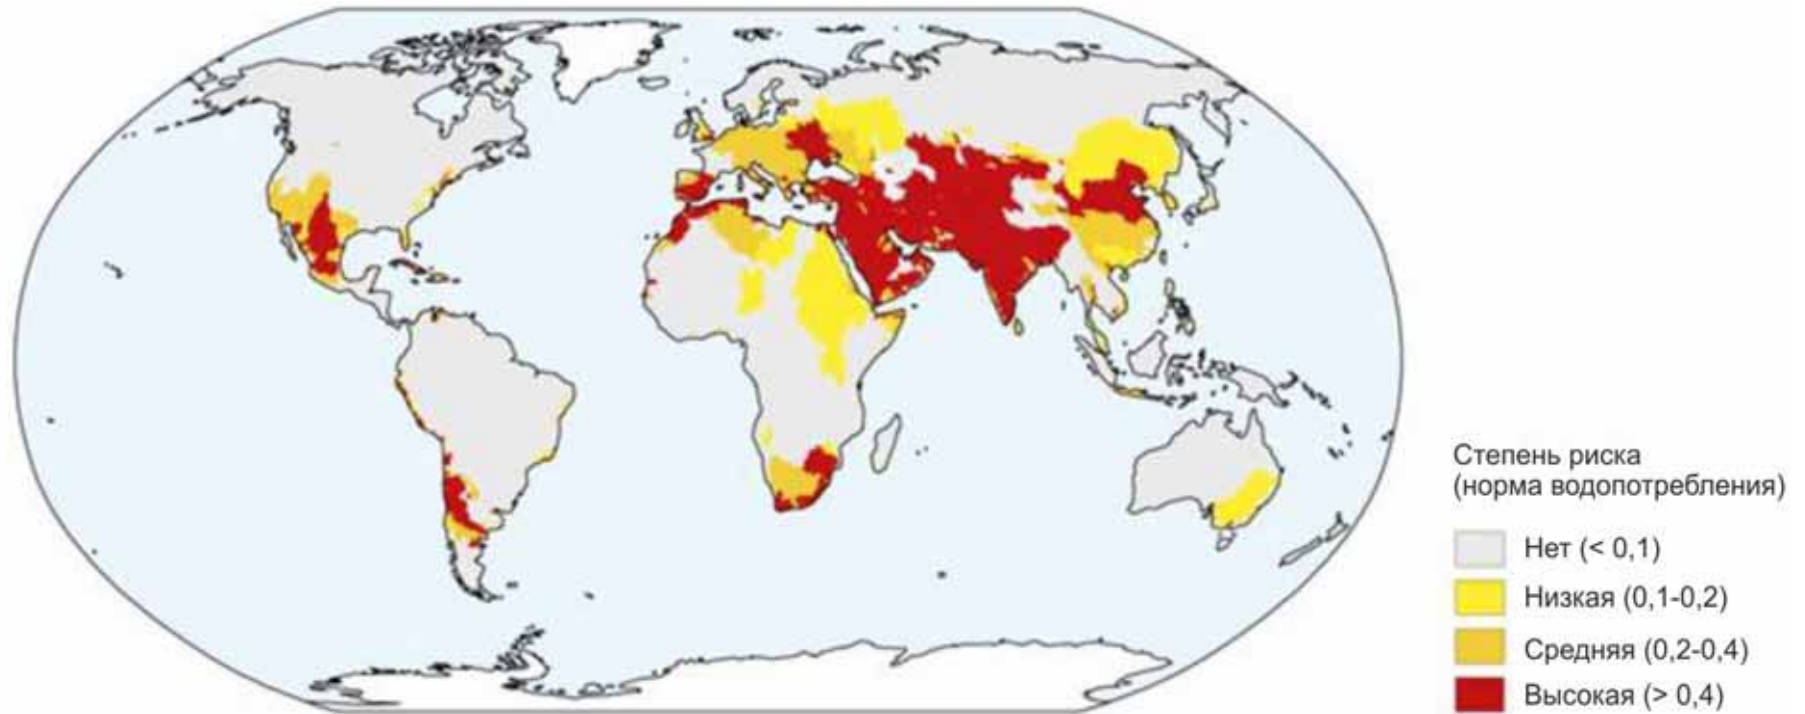 Степень риска
(норма водопотребления)
Нет (< 0,1)
Низкая (0,1-0,2)
Средняя (0,2-0,4)
Высокая (> 0,4)